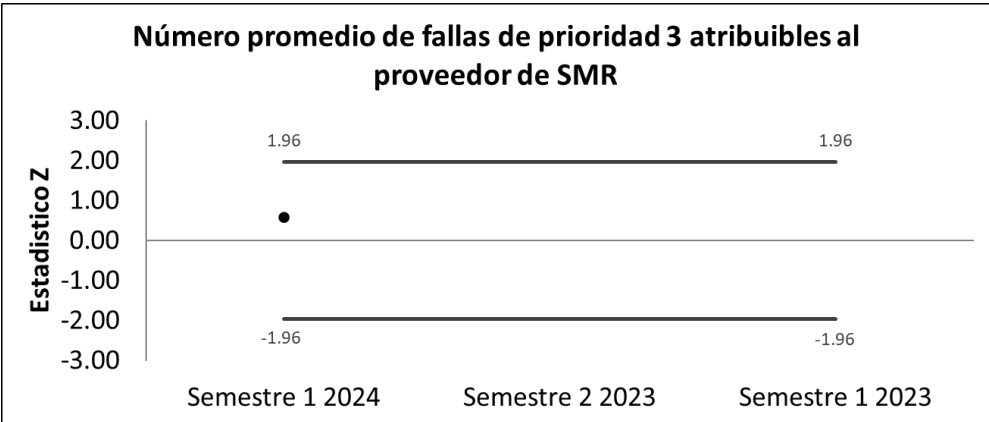 Número promedio de fallas de prioridad 3 atribuibles al
proveedor de SMR
Estadistico Z
3.00
2.00
1.00
0.00
-1.00
-2.00
-3.00
1.96
1.96
-1.96
-1.96
Semestre 1 2024
Semestre 2 2023
Semestre 1 2023